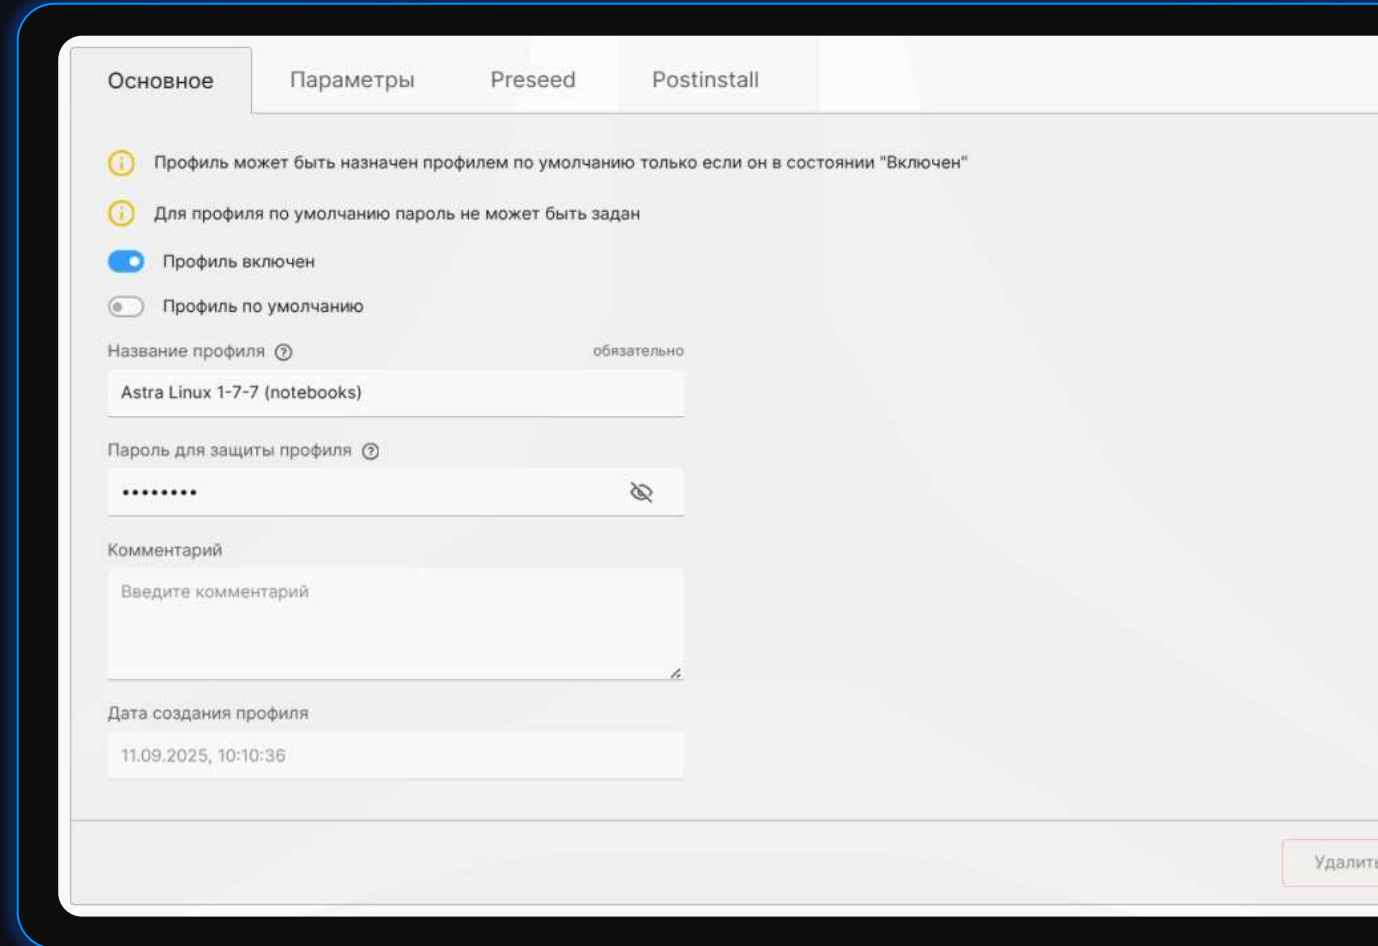 Основное Параметры Preseed Postinstall
Профиль может быть назначен профилем по умолчанию только если он в состоянии "Включен"
Для профиля по умолчанию пароль не может быть задан
Профиль включен
Профиль по умолчанию
Название профиля обязательно
Astra Linux 1-7-7 (notebooks)
Пароль для защиты профиля
••••••••
Комментарий
Введите комментарий
Дата создания профиля
11.09.2025, 10:10:36
Удалить